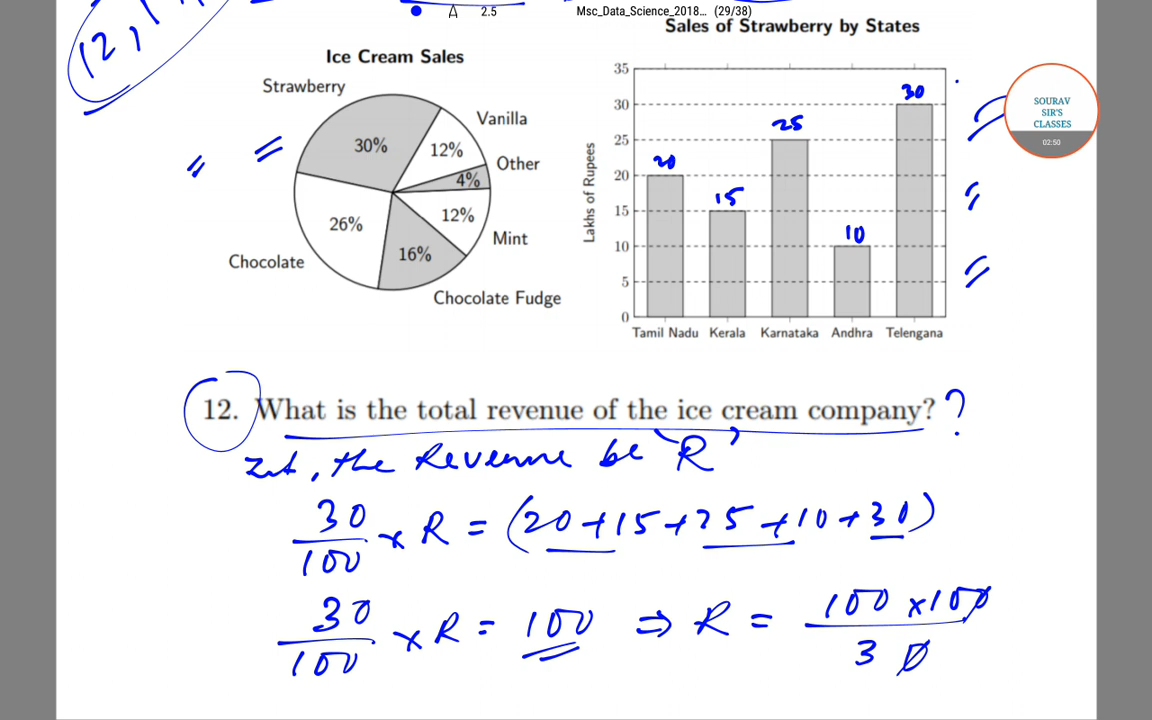 A 2.5 Msc_Data_Science_2018... (29/38)
12,1
Ice Cream Sales
Strawberry
Vanilla
Other
Mint
Chocolate Fudge
Chocolate
30%
12%
4%
12%
16%
26%
Sales of Strawberry by States
Lakhs of Rupees
35
30
25
20
15
10
5
0
20
15
25
10
30
Tamil Nadu Kerala Karnataka Andhra Telengana
SOURAV
SIR'S
CLASSES
02:50
12. What is the total revenue of the ice cream company? ?
Let, the Revenue be 'R'
30/100 × R = (20+15+25+10+30)
30/100 × R = 100 ⇒ R = 100×100/30